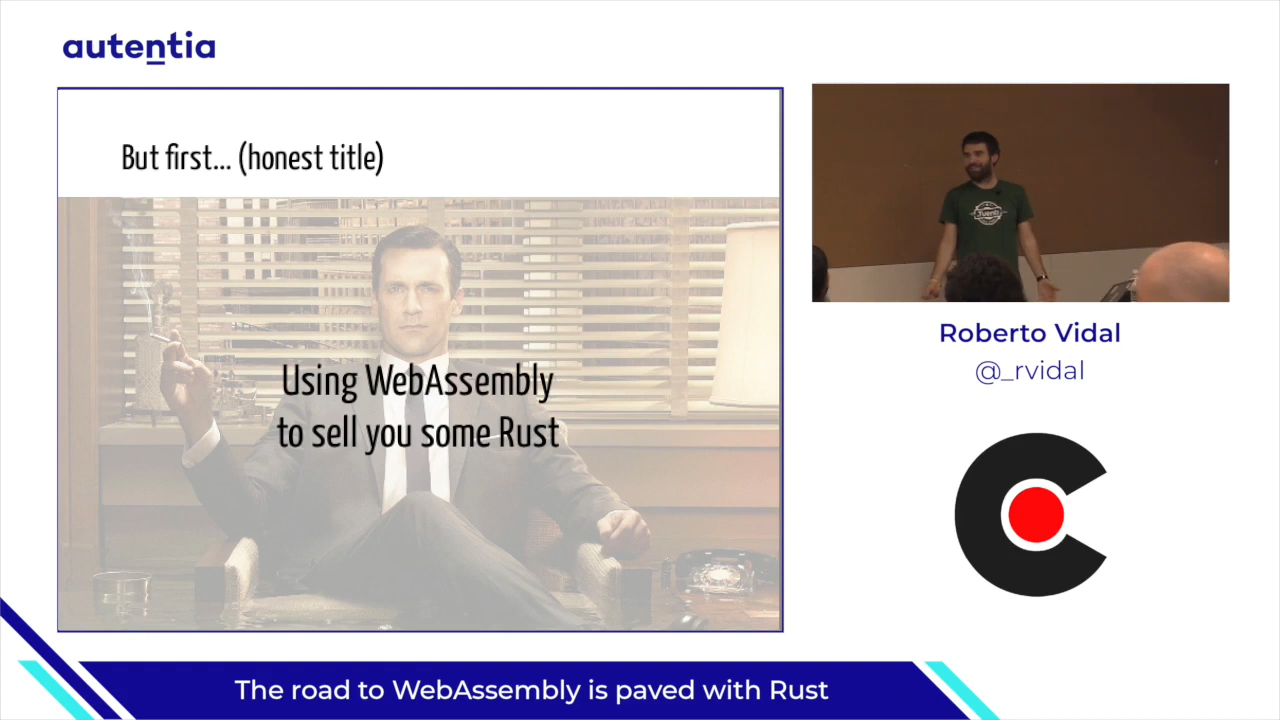 autentia
But first... (honest title)
Using WebAssembly
to sell you some Rust
Tuenti
Roberto Vidal
@_rvidal
The road to WebAssembly is paved with Rust